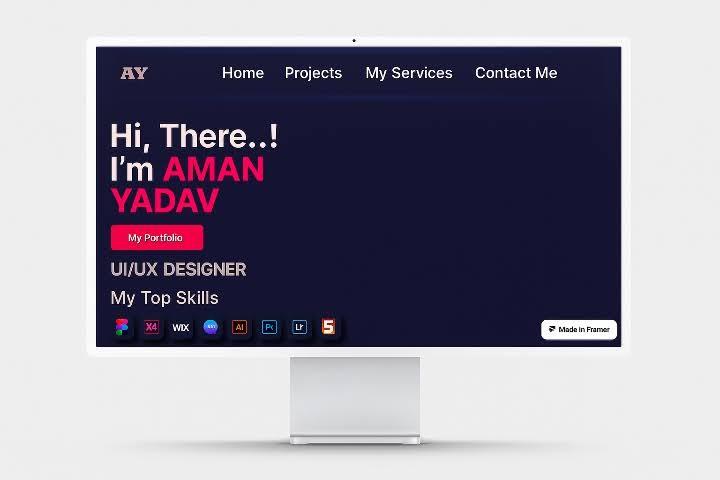 AY
Home Projects My Services Contact Me
Hi, There..!
I'm AMAN
YADAV
My Portfolio
UI/UX DESIGNER
My Top Skills
X4 WIX Ai Lr 5
Made in Framer